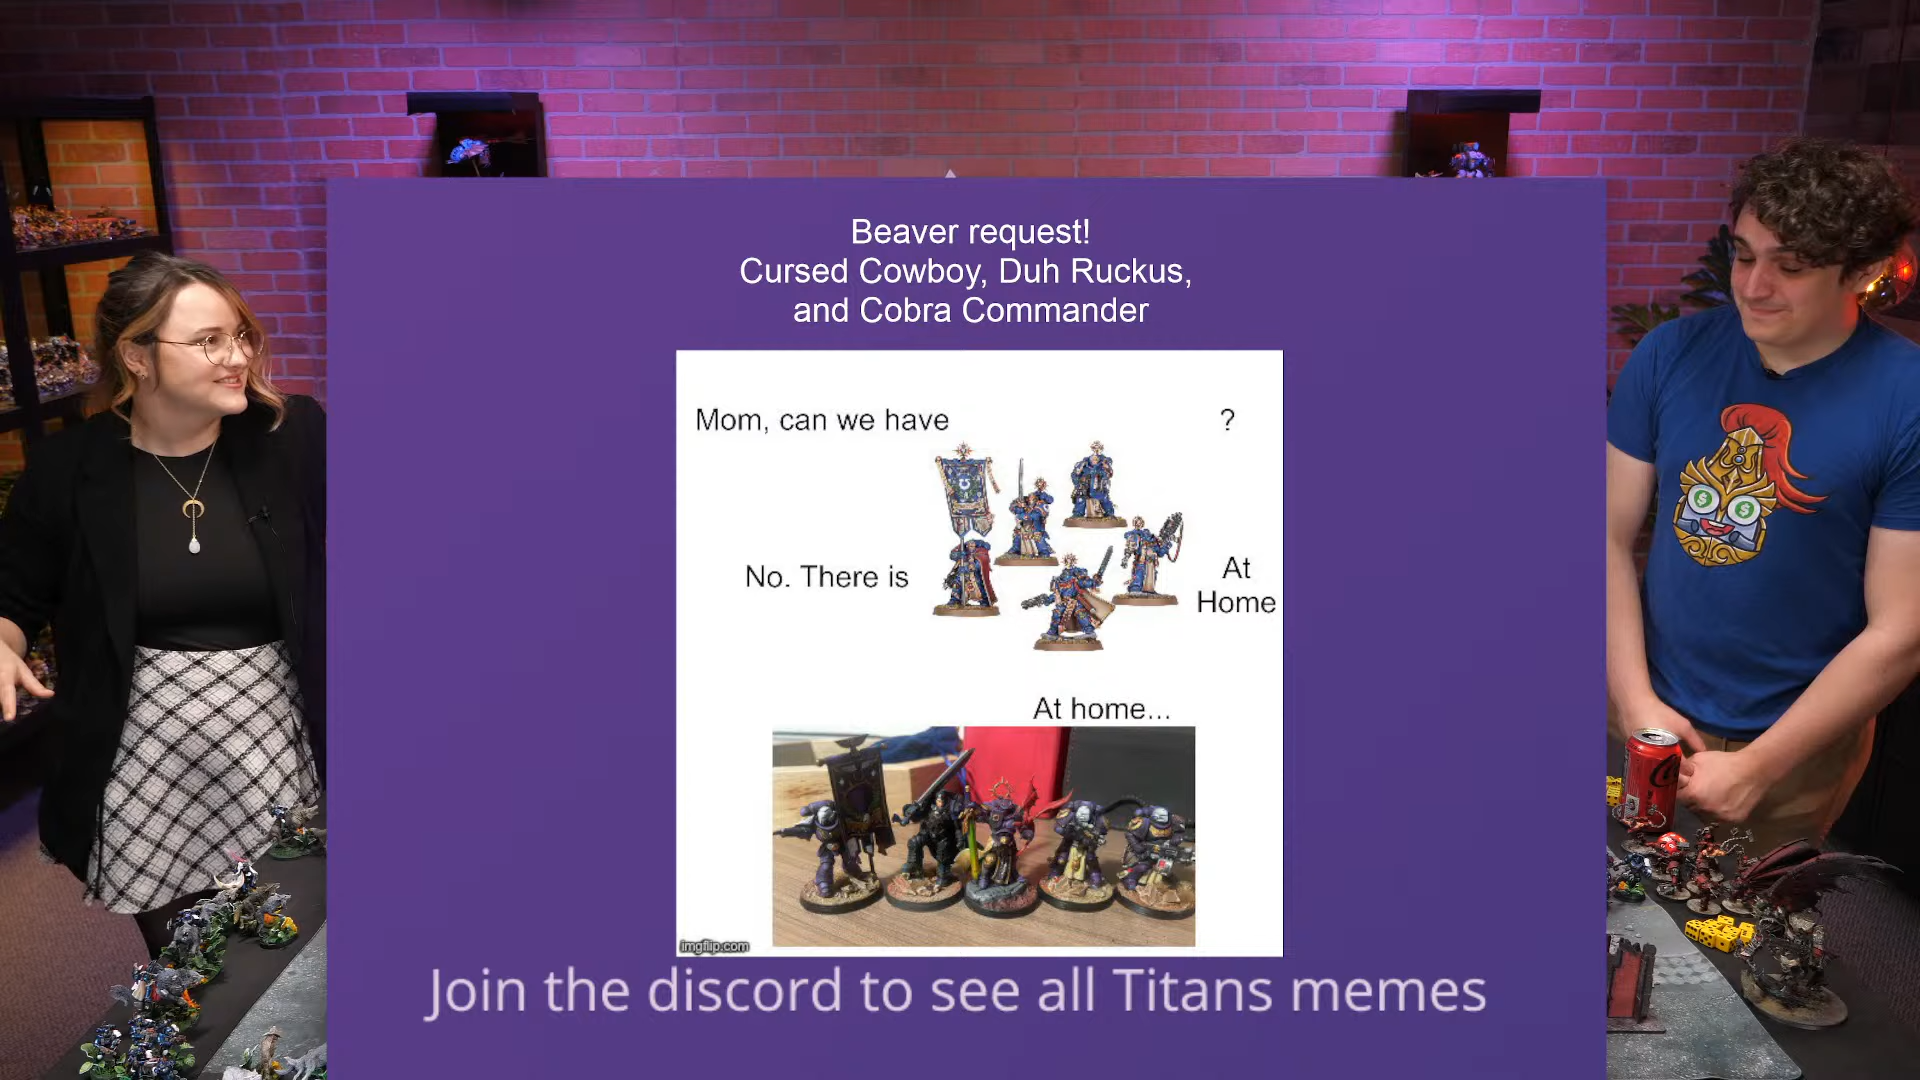 Beaver request!
Cursed Cowboy, Duh Ruckus,
and Cobra Commander
Mom, can we have ?
No. There is
At
Home
At home...
imgflip.com
Join the discord to see all Titans memes